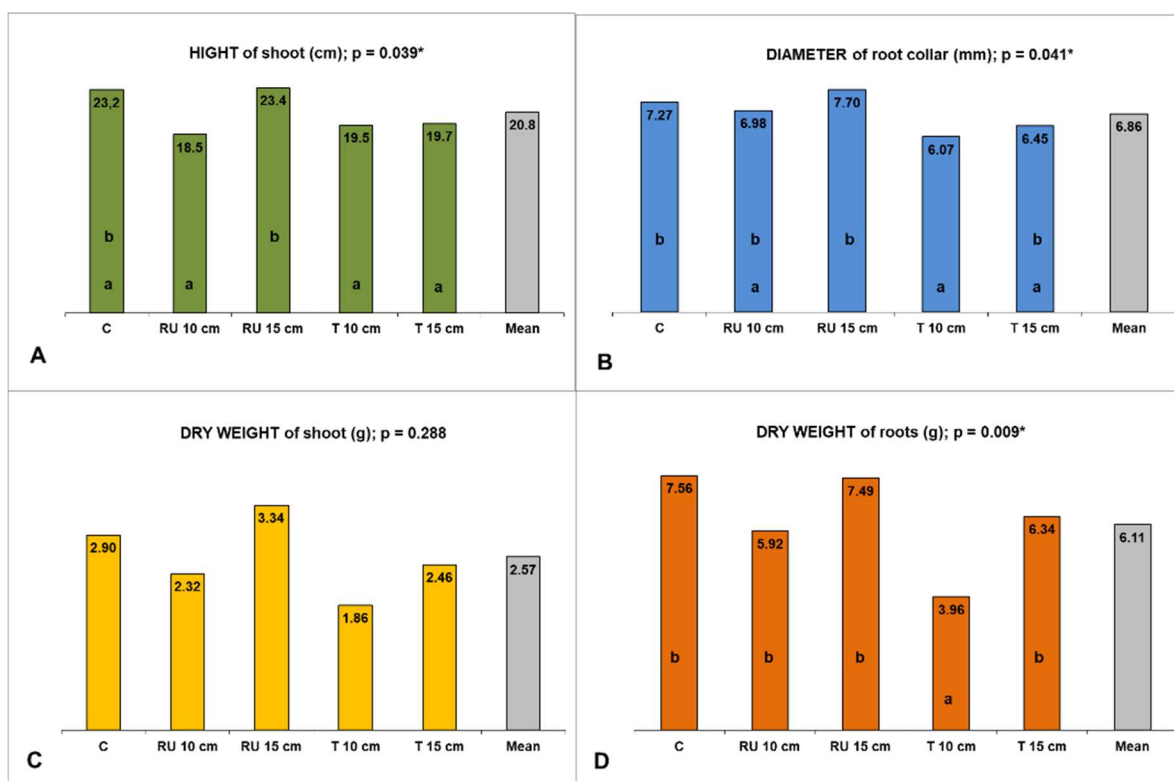 HIGHT of shoot (cm); p = 0.039*
23,2
18.5
23.4
19.5
19.7
20.8
b
b
a
a
a
a
C
RU 10 cm
RU 15 cm
T 10 cm
T 15 cm
Mean
A
DIAMETER of root collar (mm); p = 0.041*
7.27
6.98
7.70
6.07
6.45
6.86
b
b
b
b
a
a
a
C
RU 10 cm
RU 15 cm
T 10 cm
T 15 cm
Mean
B
DRY WEIGHT of shoot (g); p = 0.288
2.90
2.32
3.34
1.86
2.46
2.57
C
RU 10 cm
RU 15 cm
T 10 cm
T 15 cm
Mean
C
DRY WEIGHT of roots (g); p = 0.009*
7.56
5.92
7.49
3.96
6.34
6.11
b
b
b
b
a
C
RU 10 cm
RU 15 cm
T 10 cm
T 15 cm
Mean
D